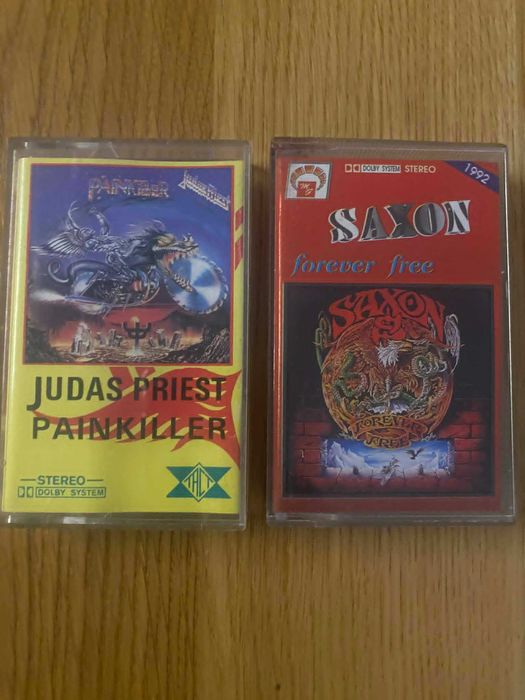 PAINKILLER
Judas Priest
JUDAS PRIEST
PAINKILLER
STEREO
DOLBY SYSTEM
MG
DOLBY SYSTEM STEREO
1992
SAXON
forever free
SAXON
FOREVER
FREE